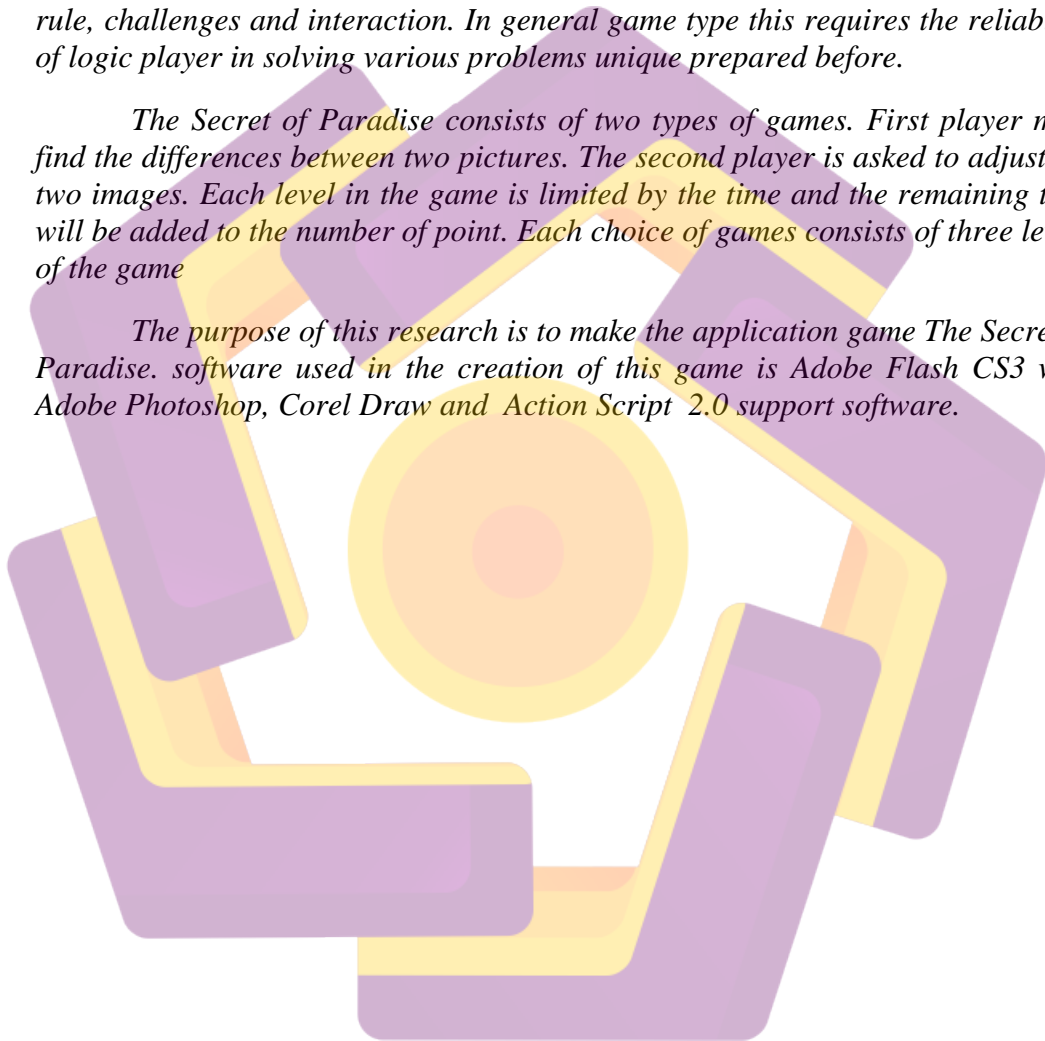 rule, challenges and interaction. In general game type this requires the reliab
of logic player in solving various problems unique prepared before.
The Secret of Paradise consists of two types of games. First player m
find the differences between two pictures. The second player is asked to adjust
two images. Each level in the game is limited by the time and the remaining t
will be added to the number of point. Each choice of games consists of three le
of the game
The purpose of this research is to make the application game The Secre
Paradise. software used in the creation of this game is Adobe Flash CS3 w
Adobe Photoshop, Corel Draw and Action Script 2.0 support software.